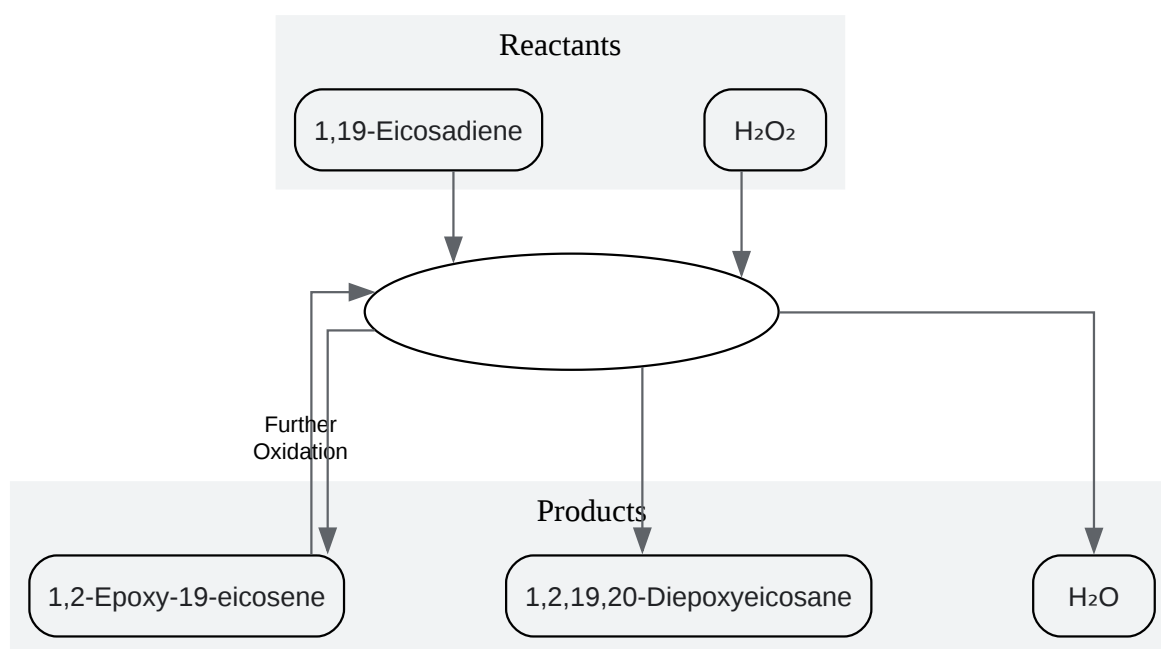 Reactants
1,19-Eicosadiene
H₂O₂
Further
Oxidation
Products
1,2-Epoxy-19-eicosene
1,2,19,20-Diepoxyeicosane
H₂O